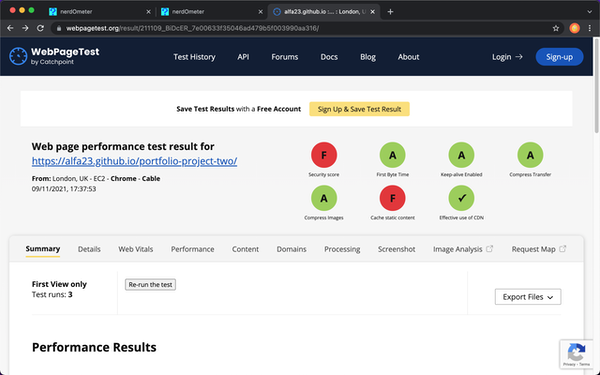 nerdOmeter
nerdOmeter
alfa23.github.io :... : London, U
webpagetest.org/result/211109_BiDcER_7e00633f35046ad479b5f003990aa316/
WebPageTest
by Catchpoint
Test History
API
Forums
Docs
Blog
About
Login →
Sign-up
Save Test Results with a Free Account
Sign Up & Save Test Result
Web page performance test result for
https://alfa23.github.io/portfolio-project-two/
From: London, UK - EC2 - Chrome - Cable
09/11/2021, 17:37:53
F
Security score
A
First Byte Time
A
Keep-alive Enabled
A
Compress Transfer
A
Compress Images
F
Cache static content
✓
Effective use of CDN
Summary
Details
Web Vitals
Performance
Content
Domains
Processing
Screenshot
Image Analysis
Request Map
First View only
Test runs: 3
Re-run the test
Export Files
Performance Results
Privacy - Terms